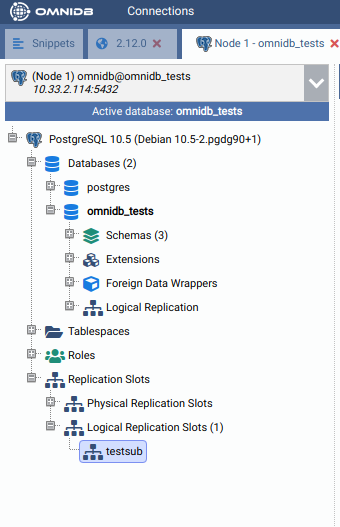 OMNIDB Connections
Snippets 2.12.0 Node 1 - omnidb_tests
(Node 1) omnidb@omnidb_tests
10.33.2.114:5432
Active database: omnidb_tests
PostgreSQL 10.5 (Debian 10.5-2.pgdg90+1)
Databases (2)
postgres
omnidb_tests
Schemas (3)
Extensions
Foreign Data Wrappers
Logical Replication
Tablespaces
Roles
Replication Slots
Physical Replication Slots
Logical Replication Slots (1)
testsub